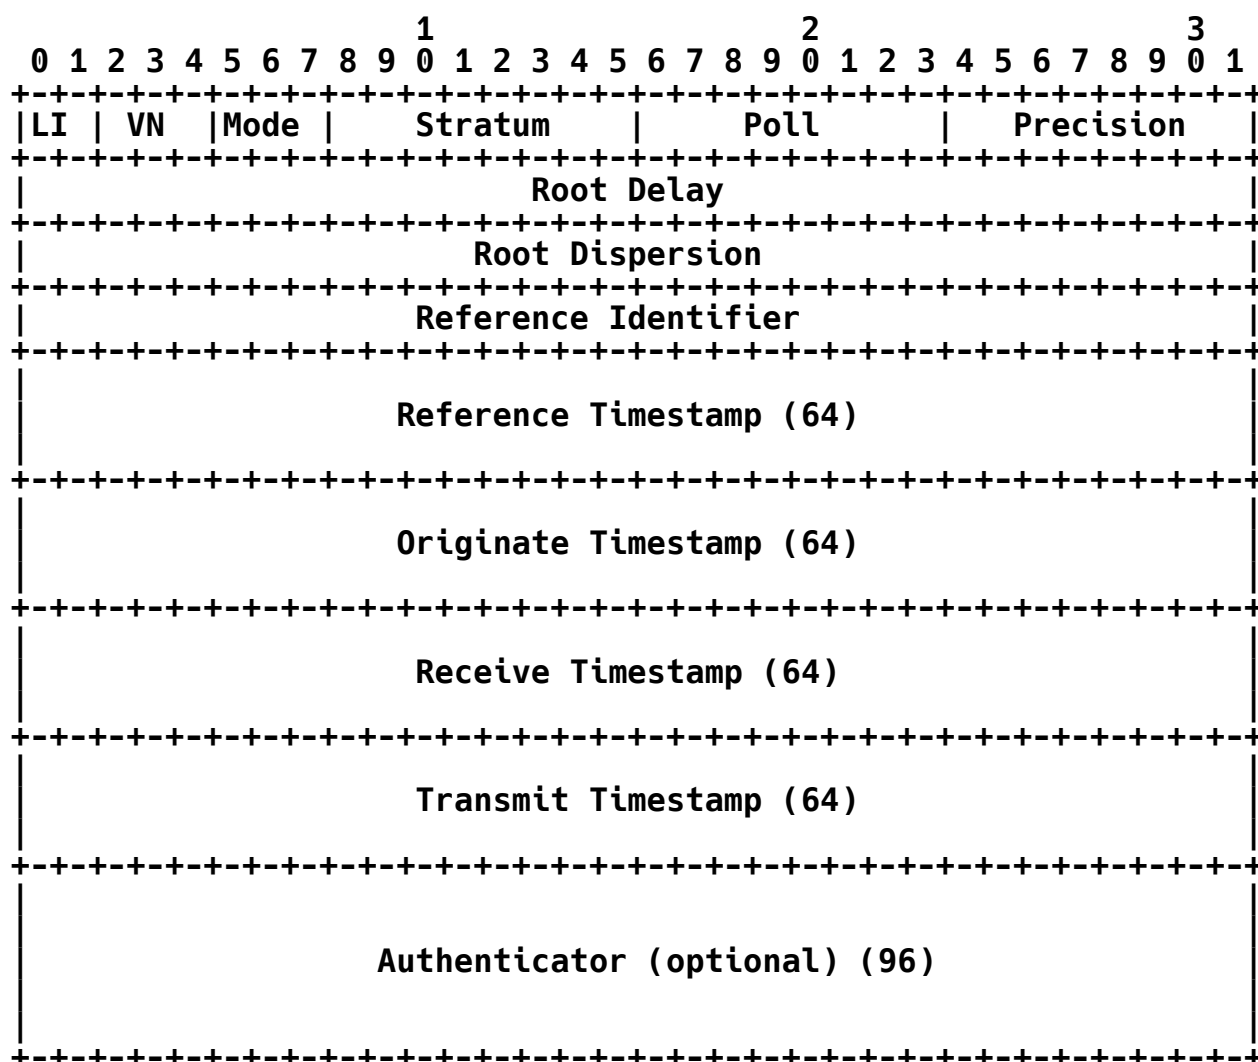 1                   2                   3
 0 1 2 3 4 5 6 7 8 9 0 1 2 3 4 5 6 7 8 9 0 1 2 3 4 5 6 7 8 9 0 1
+-+-+-+-+-+-+-+-+-+-+-+-+-+-+-+-+-+-+-+-+-+-+-+-+-+-+-+-+-+-+-+-+
|LI | VN  |Mode |    Stratum    |     Poll      |   Precision   |
+-+-+-+-+-+-+-+-+-+-+-+-+-+-+-+-+-+-+-+-+-+-+-+-+-+-+-+-+-+-+-+-+
|                          Root Delay                           |
+-+-+-+-+-+-+-+-+-+-+-+-+-+-+-+-+-+-+-+-+-+-+-+-+-+-+-+-+-+-+-+-+
|                       Root Dispersion                         |
+-+-+-+-+-+-+-+-+-+-+-+-+-+-+-+-+-+-+-+-+-+-+-+-+-+-+-+-+-+-+-+-+
|                    Reference Identifier                       |
+-+-+-+-+-+-+-+-+-+-+-+-+-+-+-+-+-+-+-+-+-+-+-+-+-+-+-+-+-+-+-+-+
|                                                               |
|                   Reference Timestamp (64)                    |
|                                                               |
+-+-+-+-+-+-+-+-+-+-+-+-+-+-+-+-+-+-+-+-+-+-+-+-+-+-+-+-+-+-+-+-+
|                                                               |
|                   Originate Timestamp (64)                    |
|                                                               |
+-+-+-+-+-+-+-+-+-+-+-+-+-+-+-+-+-+-+-+-+-+-+-+-+-+-+-+-+-+-+-+-+
|                                                               |
|                    Receive Timestamp (64)                     |
|                                                               |
+-+-+-+-+-+-+-+-+-+-+-+-+-+-+-+-+-+-+-+-+-+-+-+-+-+-+-+-+-+-+-+-+
|                                                               |
|                    Transmit Timestamp (64)                    |
|                                                               |
+-+-+-+-+-+-+-+-+-+-+-+-+-+-+-+-+-+-+-+-+-+-+-+-+-+-+-+-+-+-+-+-+
|                                                               |
|                                                               |
|                  Authenticator (optional) (96)                |
|                                                               |
|                                                               |
+-+-+-+-+-+-+-+-+-+-+-+-+-+-+-+-+-+-+-+-+-+-+-+-+-+-+-+-+-+-+-+-+